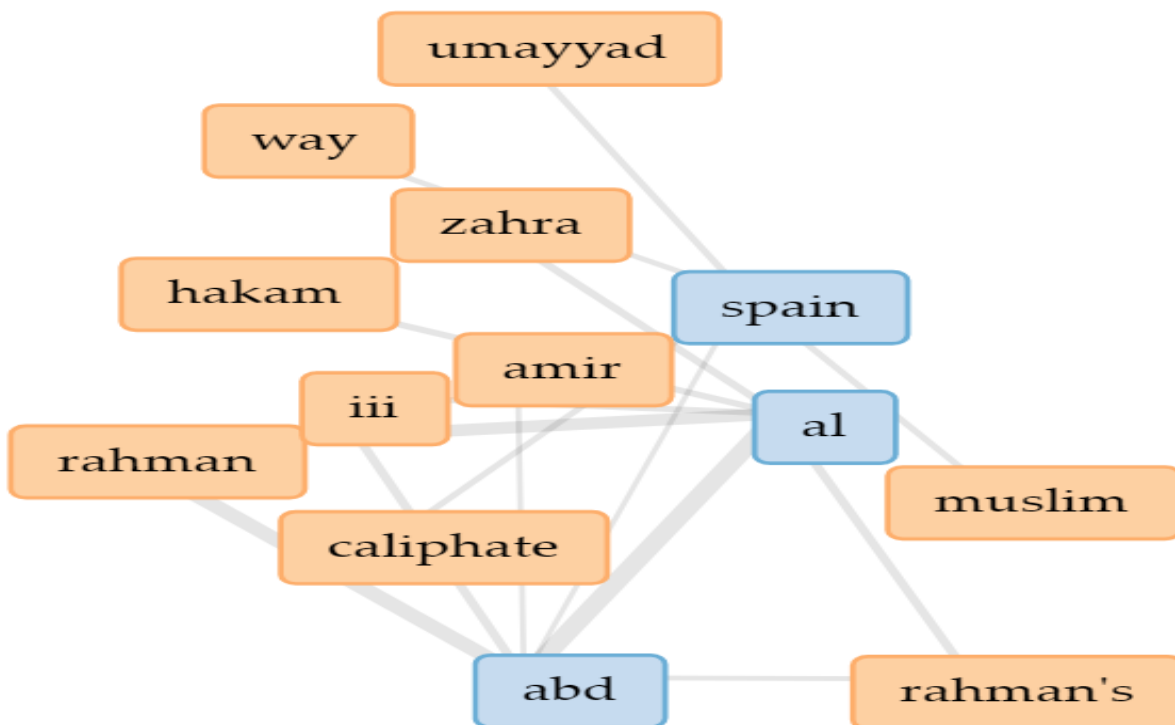 umayyad
way
zahra
hakam
spain
amir
iii
al
rahman
muslim
caliphate
abd
rahman's